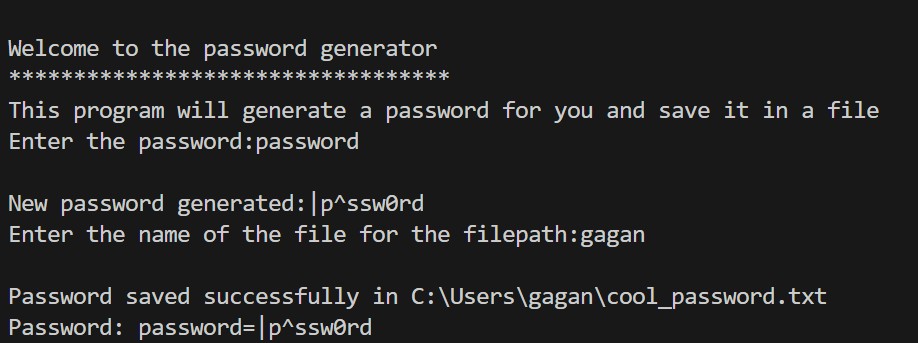 Welcome to the password generator
**********************************
This program will generate a password for you and save it in a file
Enter the password:password
New password generated:|p^ssw0rd
Enter the name of the file for the filepath:gagan
Password saved successfully in C:\Users\gagan\cool_password.txt
Password: password=|p^ssw0rd